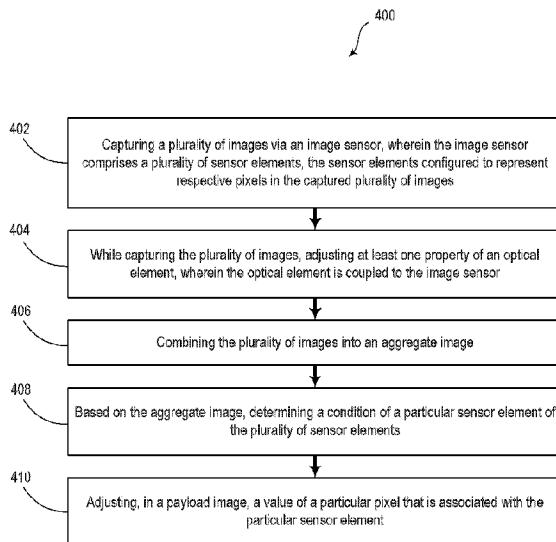 400
402
Capturing a plurality of images via an image sensor, wherein the image sensor
comprises a plurality of sensor elements, the sensor elements configured to represent
respective pixels in the captured plurality of images
404
While capturing the plurality of images, adjusting at least one property of an optical
element, wherein the optical element is coupled to the image sensor
406
Combining the plurality of images into an aggregate image
408
Based on the aggregate image, determining a condition of a particular sensor element of
the plurality of sensor elements
410
Adjusting, in a payload image, a value of a particular pixel that is associated with the
particular sensor element